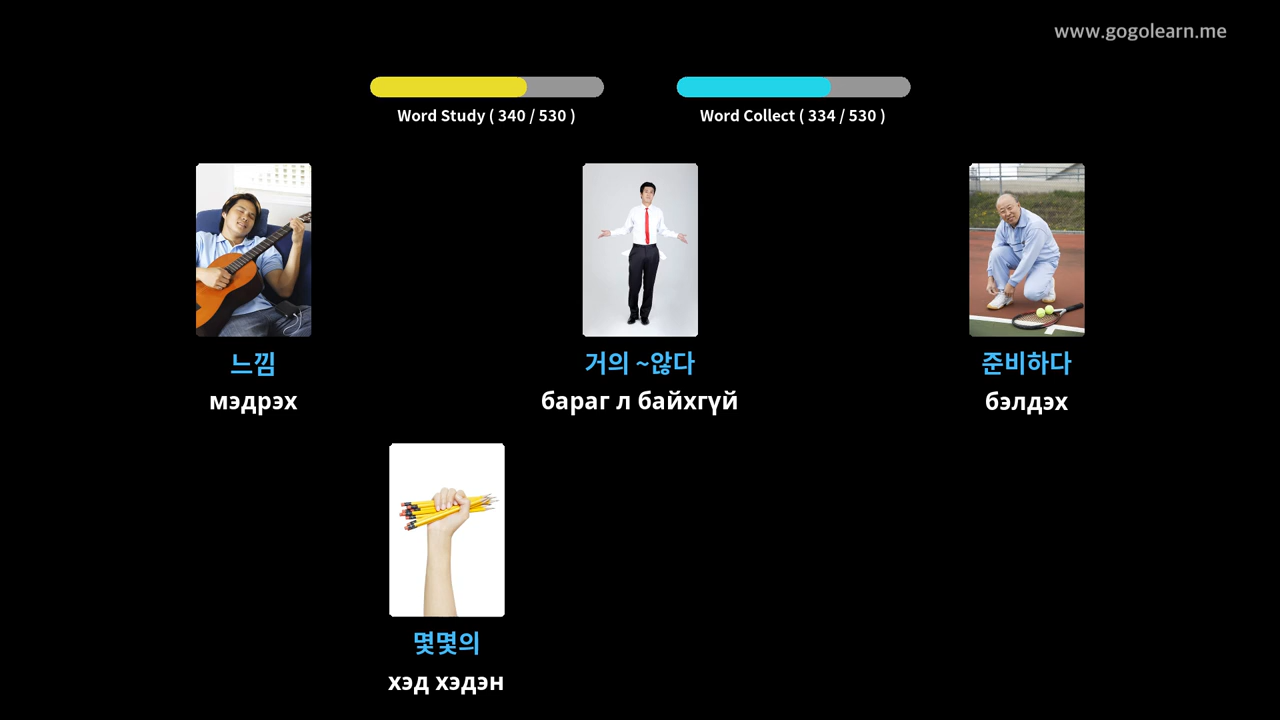 www.gogolearn.me
Word Study ( 340 / 530 )
Word Collect ( 334 / 530 )
느낌
мэдрэх
거의 ~않다
бараг л байхгүй
준비하다
бэлдэх
몇몇의
хэд хэдэн